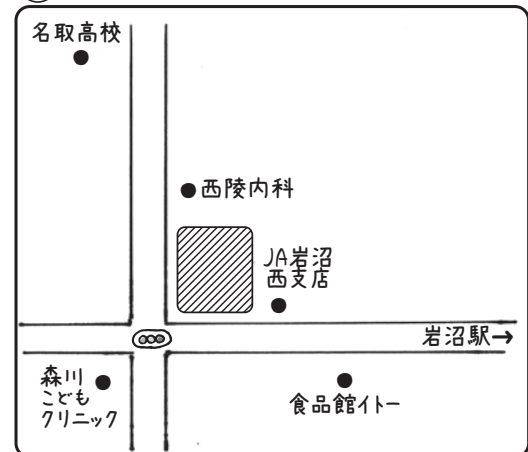 名取高校
西陵内科
JA岩沼
西支店
岩沼駅→
森川
こども
クリニック
食品館イトー